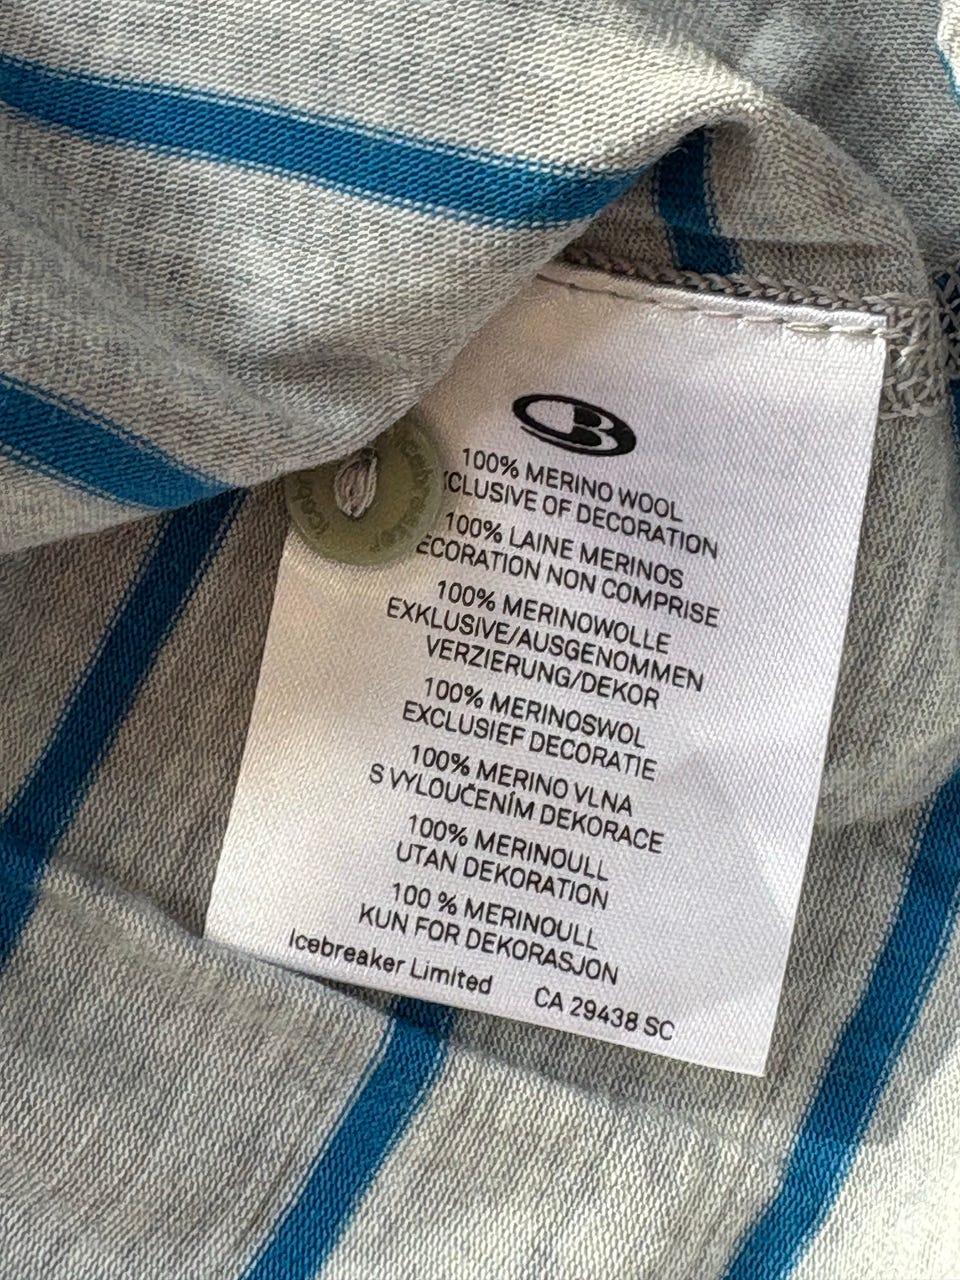 100% MERINO WOOL
CLUSIVE OF DECORATION
100% LAINE MERINOS
ECORATION NON COMPRISE
100% MERINOWOLLE
EXKLUSIVE/AUSGENOMMEN
VERZIERUNG/DEKOR
100% MERINOSWOL
EXCLUSIEF DECORATIE
100% MERINO VLNA
S VYLOUČENÍM DEKORACE
100% MERINOULL
UTAN DEKORATION
100 % MERINOULL
KUN FOR DEKORASJON
Icebreaker Limited CA 29438 SC